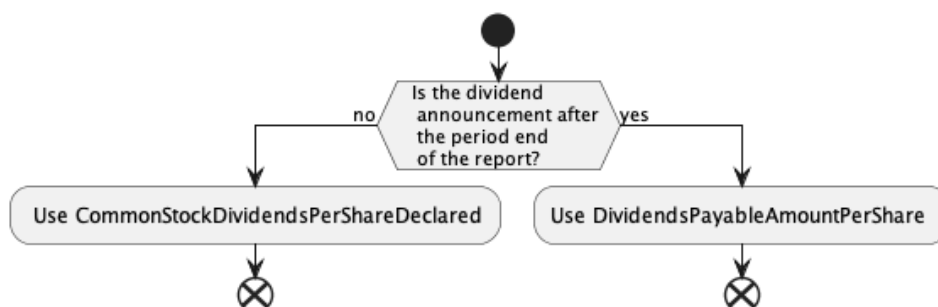 Is the dividend
announcement after
no
yes
the period end
of the report?
Use CommonStockDividendsPerShareDeclared
Use DividendsPayableAmountPerShare